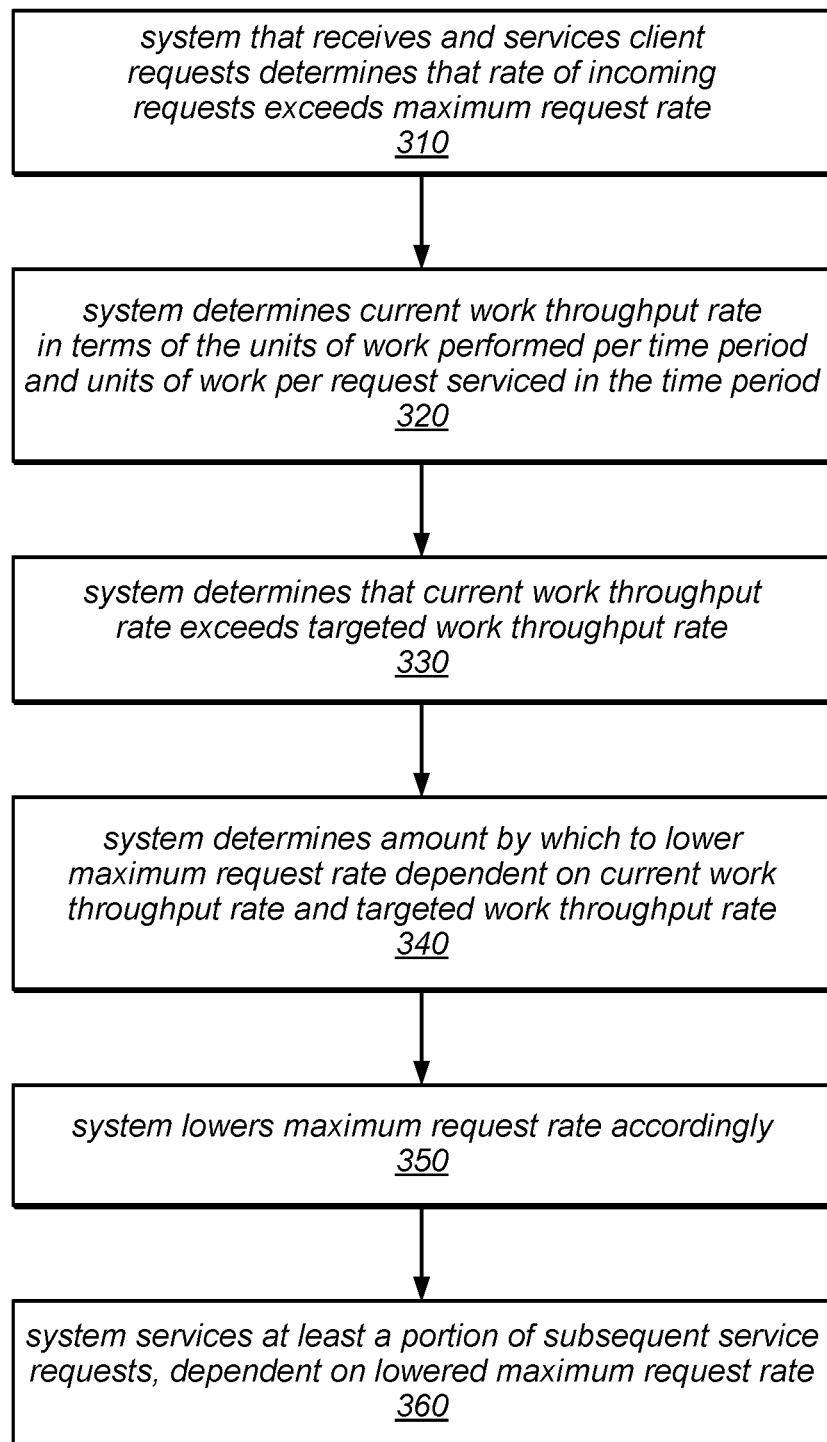 system that receives and services client
requests determines that rate of incoming
requests exceeds maximum request rate
310
system determines current work throughput rate
in terms of the units of work performed per time period
and units of work per request serviced in the time period
320
system determines that current work throughput
rate exceeds targeted work throughput rate
330
system determines amount by which to lower
maximum request rate dependent on current work
throughput rate and targeted work throughput rate
340
system lowers maximum request rate accordingly
350
system services at least a portion of subsequent service
requests, dependent on lowered maximum request rate
360